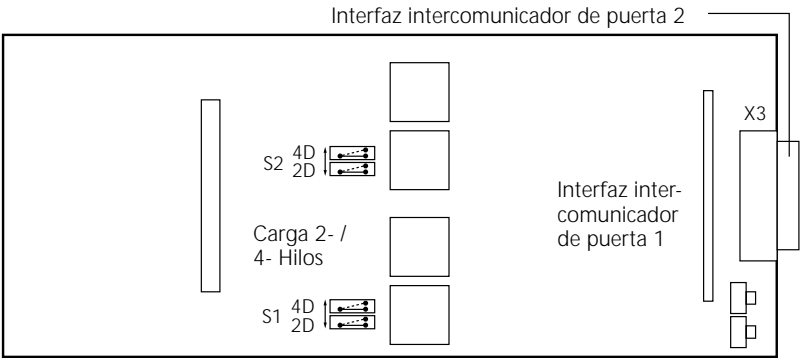 Interfaz intercomunicador de puerta 2
X3
S2
4D
2D
Interfaz inter-
comunicador
de puerta 1
Carga 2- /
4- Hilos
S1
4D
2D